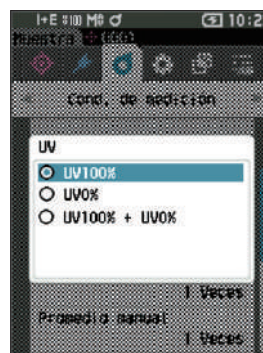 I+E 10:2
Muestra
Cond. de medición
UV
UV100%
UV0%
UV100% + UV0%
1 Veces
Promedio manual
1 Veces